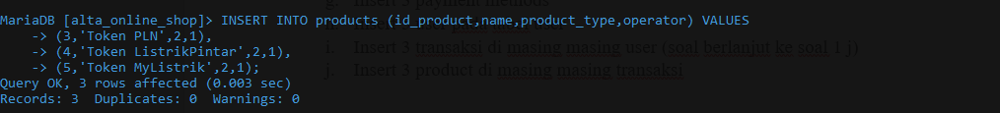 g. Insert 3 payment methods
MariaDB [alta_online_shop]> INSERT INTO products (id_product,name,product_type,operator) VALUES
-> (3,'Token PLN',2,1),
-> (4,'Token ListrikPintar',2,1),
i. Insert 3 transaksi di masing masing user (soal berlanjut ke soal 1 j)
-> (5,'Token MyListrik',2,1);
j. Insert 3 product di masing masing transaksi
Query OK, 3 rows affected (0.003 sec)
Records: 3 Duplicates: 0 Warnings: 0